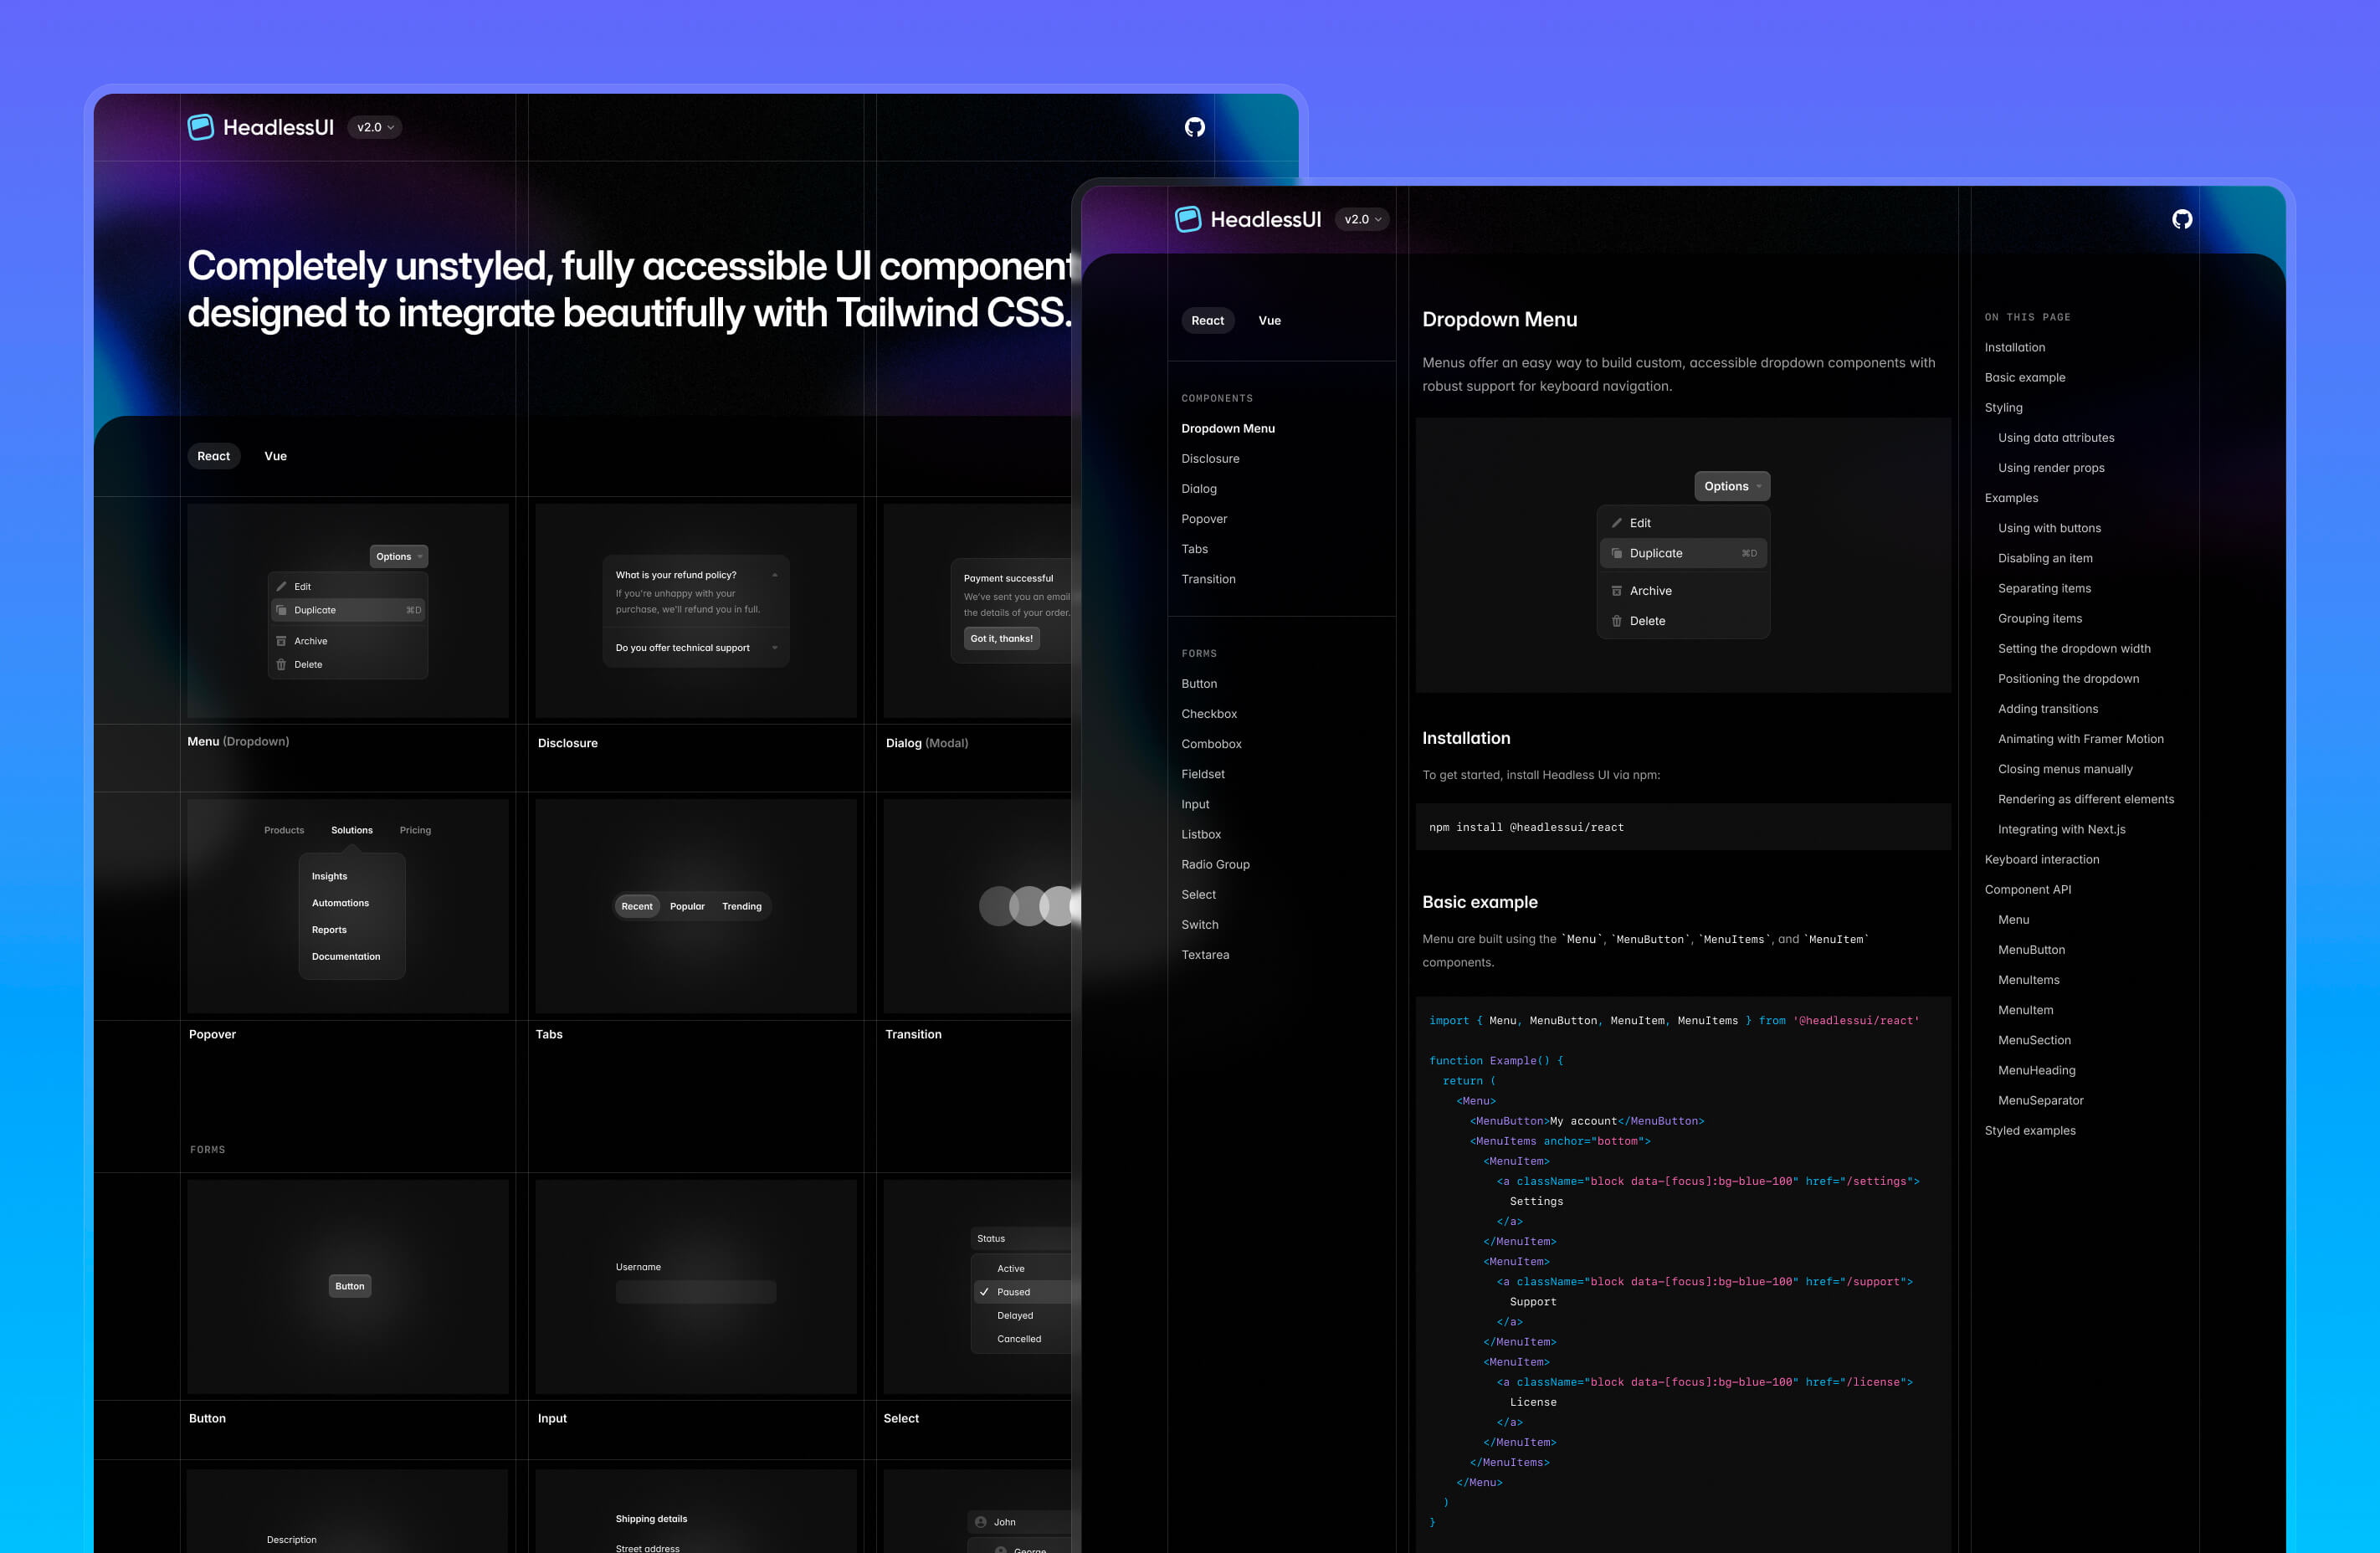 HeadlessUI
v2.0
Completely unstyled, fully accessible UI component
designed to integrate beautifully with Tailwind CSS.
React
Vue
Options
Edit
Duplicate ⌘D
Archive
Delete
Menu (Dropdown)
What is your refund policy?
If you're unhappy with your
purchase, we'll refund you in full.
Do you offer technical support
Disclosure
Payment successful
We've sent you an email
the details of your order.
Got it, thanks!
Dialog (Modal)
Products Solutions Pricing
Insights
Automations
Reports
Documentation
Popover
Recent Popular Trending
Tabs
Transition
FORMS
Button
Button
Username
Input
Status
Active
Paused
Delayed
Cancelled
Select
Description
Shipping details
Street address
John
George
HeadlessUI
v2.0
React
Vue
COMPONENTS
Dropdown Menu
Disclosure
Dialog
Popover
Tabs
Transition
FORMS
Button
Checkbox
Combobox
Fieldset
Input
Listbox
Radio Group
Select
Switch
Textarea
Dropdown Menu
Menus offer an easy way to build custom, accessible dropdown components with
robust support for keyboard navigation.
Options
Edit
Duplicate ⌘D
Archive
Delete
Installation
To get started, install Headless UI via npm:
npm install @headlessui/react
Basic example
Menu are built using the `Menu`, `MenuButton`, `MenuItems`, and `MenuItem`
components.
import { Menu, MenuButton, MenuItem, MenuItems } from '@headlessui/react'
function Example() {
return (
<Menu>
<MenuButton>My account</MenuButton>
<MenuItems anchor="bottom">
<MenuItem>
<a className="block data-[focus]:bg-blue-100" href="/settings">
Settings
</a>
</MenuItem>
<MenuItem>
<a className="block data-[focus]:bg-blue-100" href="/support">
Support
</a>
</MenuItem>
<MenuItem>
<a className="block data-[focus]:bg-blue-100" href="/license">
License
</a>
</MenuItem>
</MenuItems>
</Menu>
)
}
ON THIS PAGE
Installation
Basic example
Styling
Using data attributes
Using render props
Examples
Using with buttons
Disabling an item
Separating items
Grouping items
Setting the dropdown width
Positioning the dropdown
Adding transitions
Animating with Framer Motion
Closing menus manually
Rendering as different elements
Integrating with Next.js
Keyboard interaction
Component API
Menu
MenuButton
MenuItems
MenuItem
MenuSection
MenuHeading
MenuSeparator
Styled examples